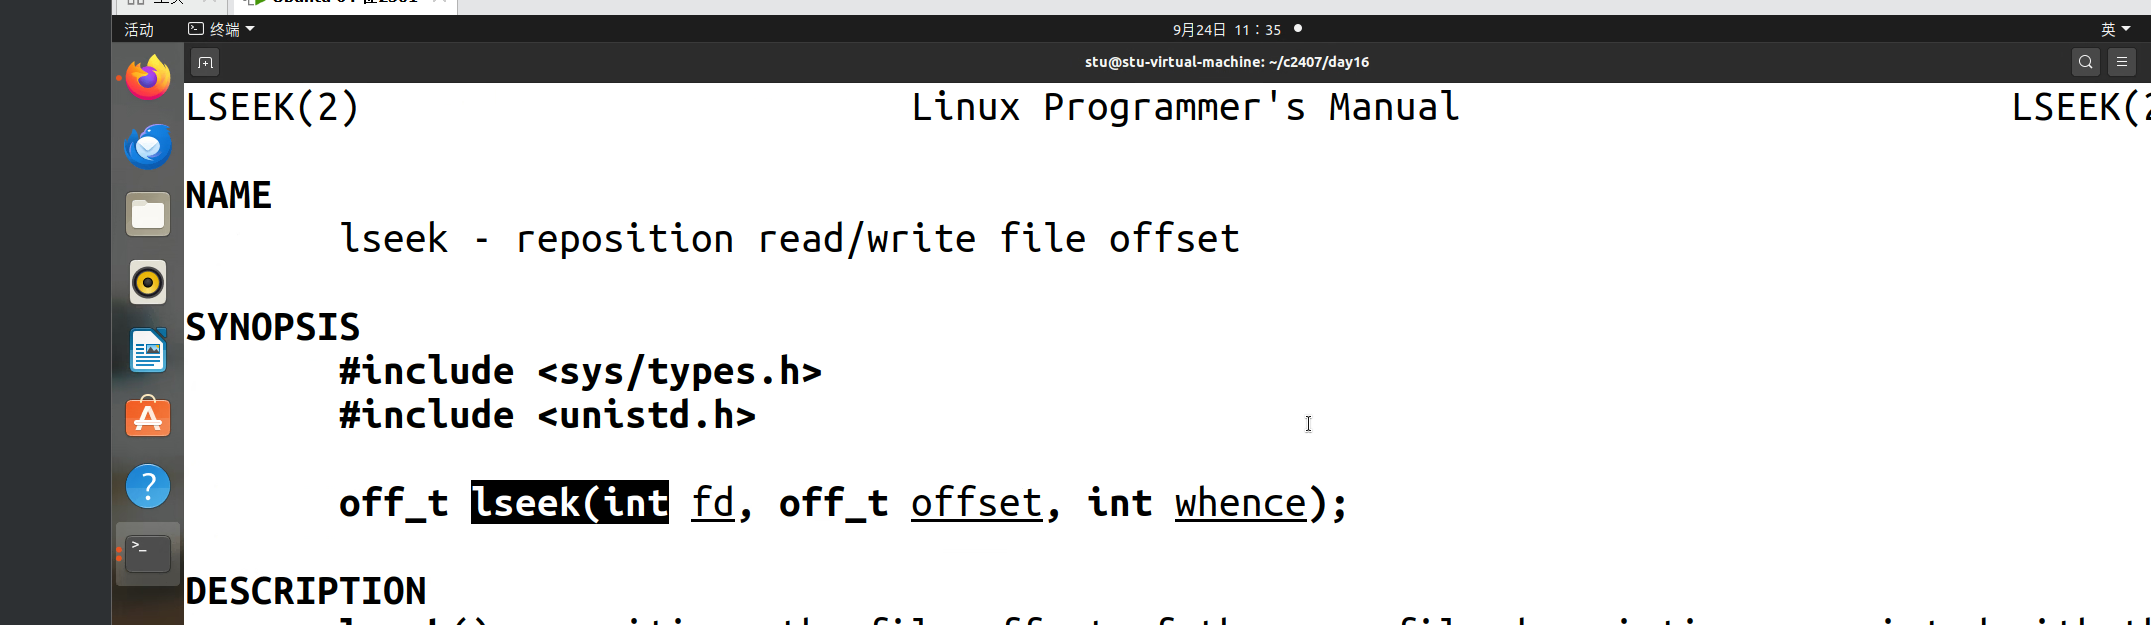 活动 终端 9月24日 11：35 英
stu@stu-virtual-machine: ~/c2407/day16
LSEEK(2) Linux Programmer's Manual LSEEK(2
NAME
lseek - reposition read/write file offset
SYNOPSIS
#include <sys/types.h>
#include <unistd.h>
off_t lseek(int fd, off_t offset, int whence);
DESCRIPTION